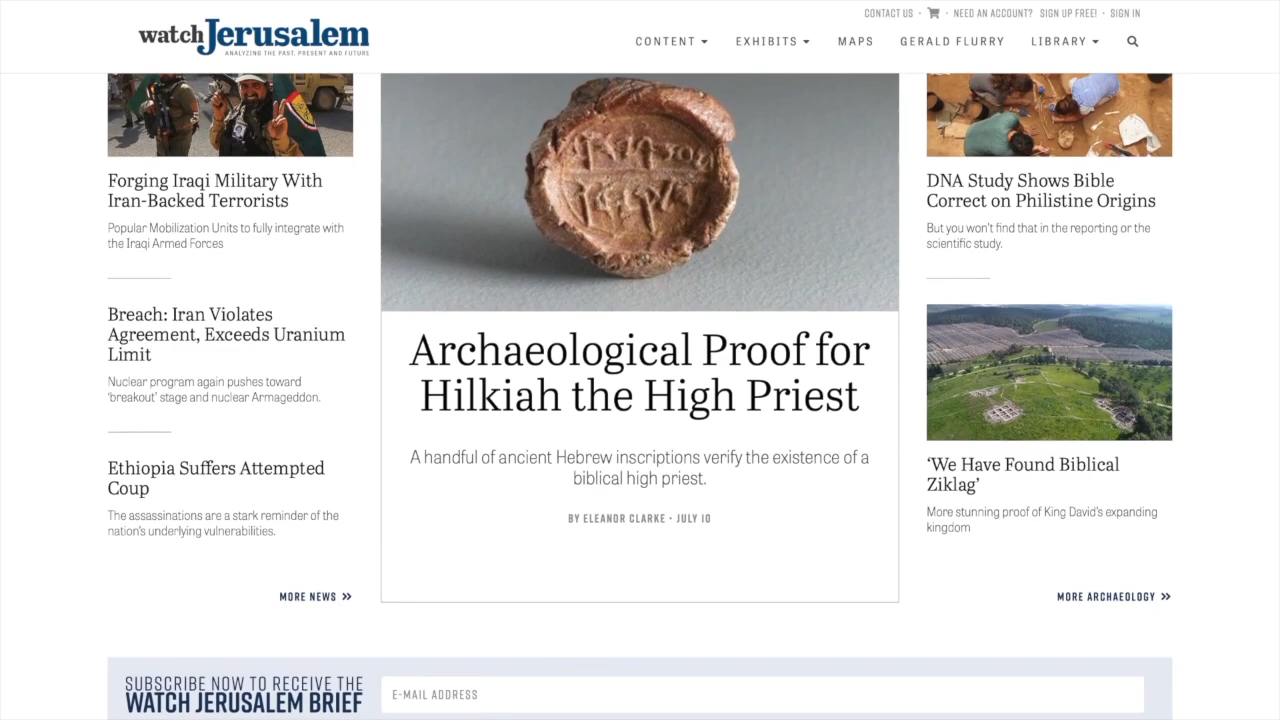 CONTACT US · · NEED AN ACCOUNT? SIGN UP FREE! · SIGN IN
watchJerusalem
ANALYZING THE PAST, PRESENT AND FUTURE
CONTENT EXHIBITS MAPS GERALD FLURRY LIBRARY
Forging Iraqi Military With
Iran-Backed Terrorists
Popular Mobilization Units to fully integrate with
the Iraqi Armed Forces
Breach: Iran Violates
Agreement, Exceeds Uranium
Limit
Nuclear program again pushes toward
‘breakout’ stage and nuclear Armageddon.
Ethiopia Suffers Attempted
Coup
The assassinations are a stark reminder of the
nation's underlying vulnerabilities.
MORE NEWS »
Archaeological Proof for
Hilkiah the High Priest
A handful of ancient Hebrew inscriptions verify the existence of a
biblical high priest.
BY ELEANOR CLARKE · JULY 10
DNA Study Shows Bible
Correct on Philistine Origins
But you won't find that in the reporting or the
scientific study.
‘We Have Found Biblical
Ziklag’
More stunning proof of King David's expanding
kingdom
MORE ARCHAEOLOGY »
SUBSCRIBE NOW TO RECEIVE THE
WATCH JERUSALEM BRIEF
E-MAIL ADDRESS